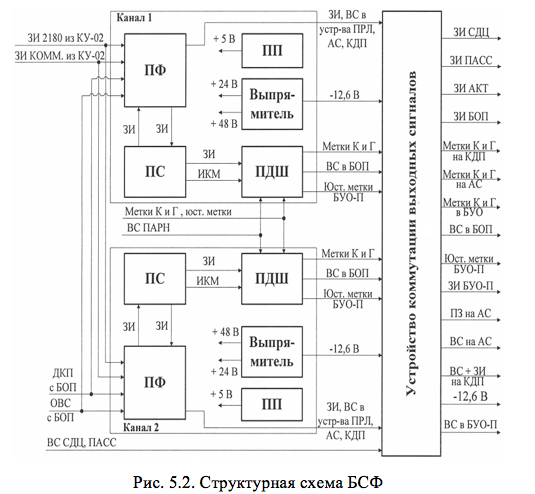 Канал 1
ЗИ 2180 из КУ-02
ЗИ КОММ. из КУ-02
ПФ
+ 5 В
ПП
ЗИ, ВС в
устр-ва ПРЛ,
АС, КДП
+ 24 В
+ 48 В
Выпря-
митель
-12,6 В
ЗИ
ЗИ
ПС
ЗИ
ИКМ
ПДШ
Метки К и Г
ВС в БОП
Юст. метки
БУО-П
Метки К и Г , юст. метки
ВС ПАРН
ПС
ЗИ
ИКМ
ПДШ
Метки К и Г
ВС в БОП
Юст. метки
БУО-П
ЗИ
ЗИ
ПФ
+ 48 В
+ 24 В
Выпря-
митель
-12,6 В
+ 5 В
ПП
ЗИ, ВС в
устр-ва ПРЛ,
АС, КДП
ДКП
с БОП
ОВС
с БОП
Канал 2
ВС СДЦ, ПАСС
Устройство коммутации выходных сигналов
ЗИ СДЦ
ЗИ ПАСС
ЗИ АКТ
ЗИ БОП
Метки К и Г
на КДП
Метки К и Г
на АС
Метки К и Г
в БУО
ВС в БОП
Юст. метки
БУО-П
ЗИ БУО-П
ПЗ на АС
ВС на АС
ВС + ЗИ
на КДП
-12,6 В
ВС в БУО-П
Рис. 5.2. Структурная схема БСФ